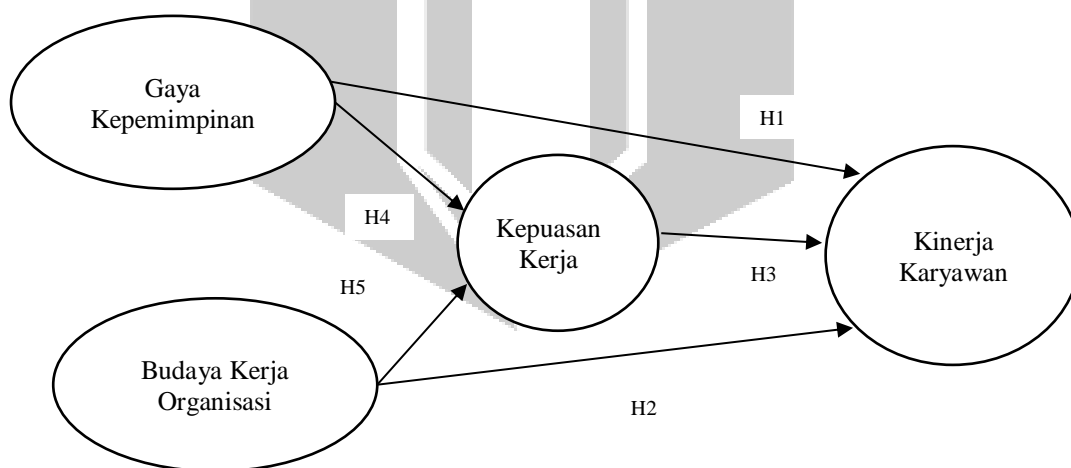 Gaya
Kepemimpinan
H1
H4
Kepuasan
Kerja
Kinerja
Karyawan
H3
H5
Budaya Kerja
Organisasi
H2